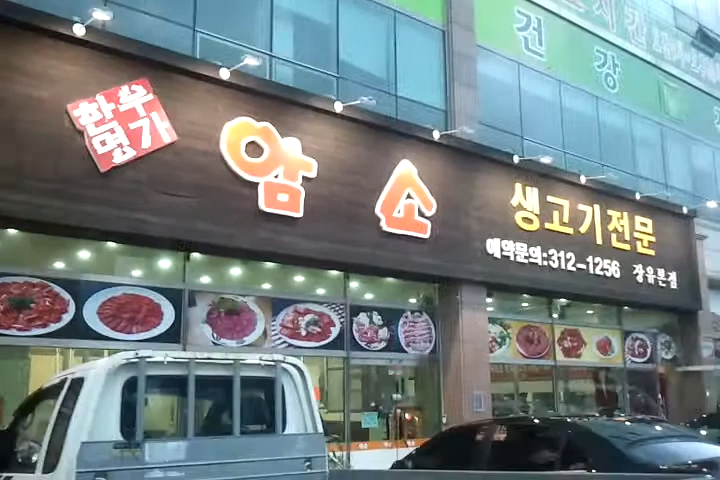 건강
한우
명가
암소
생고기전문
예약문의:312-1256 장유본점